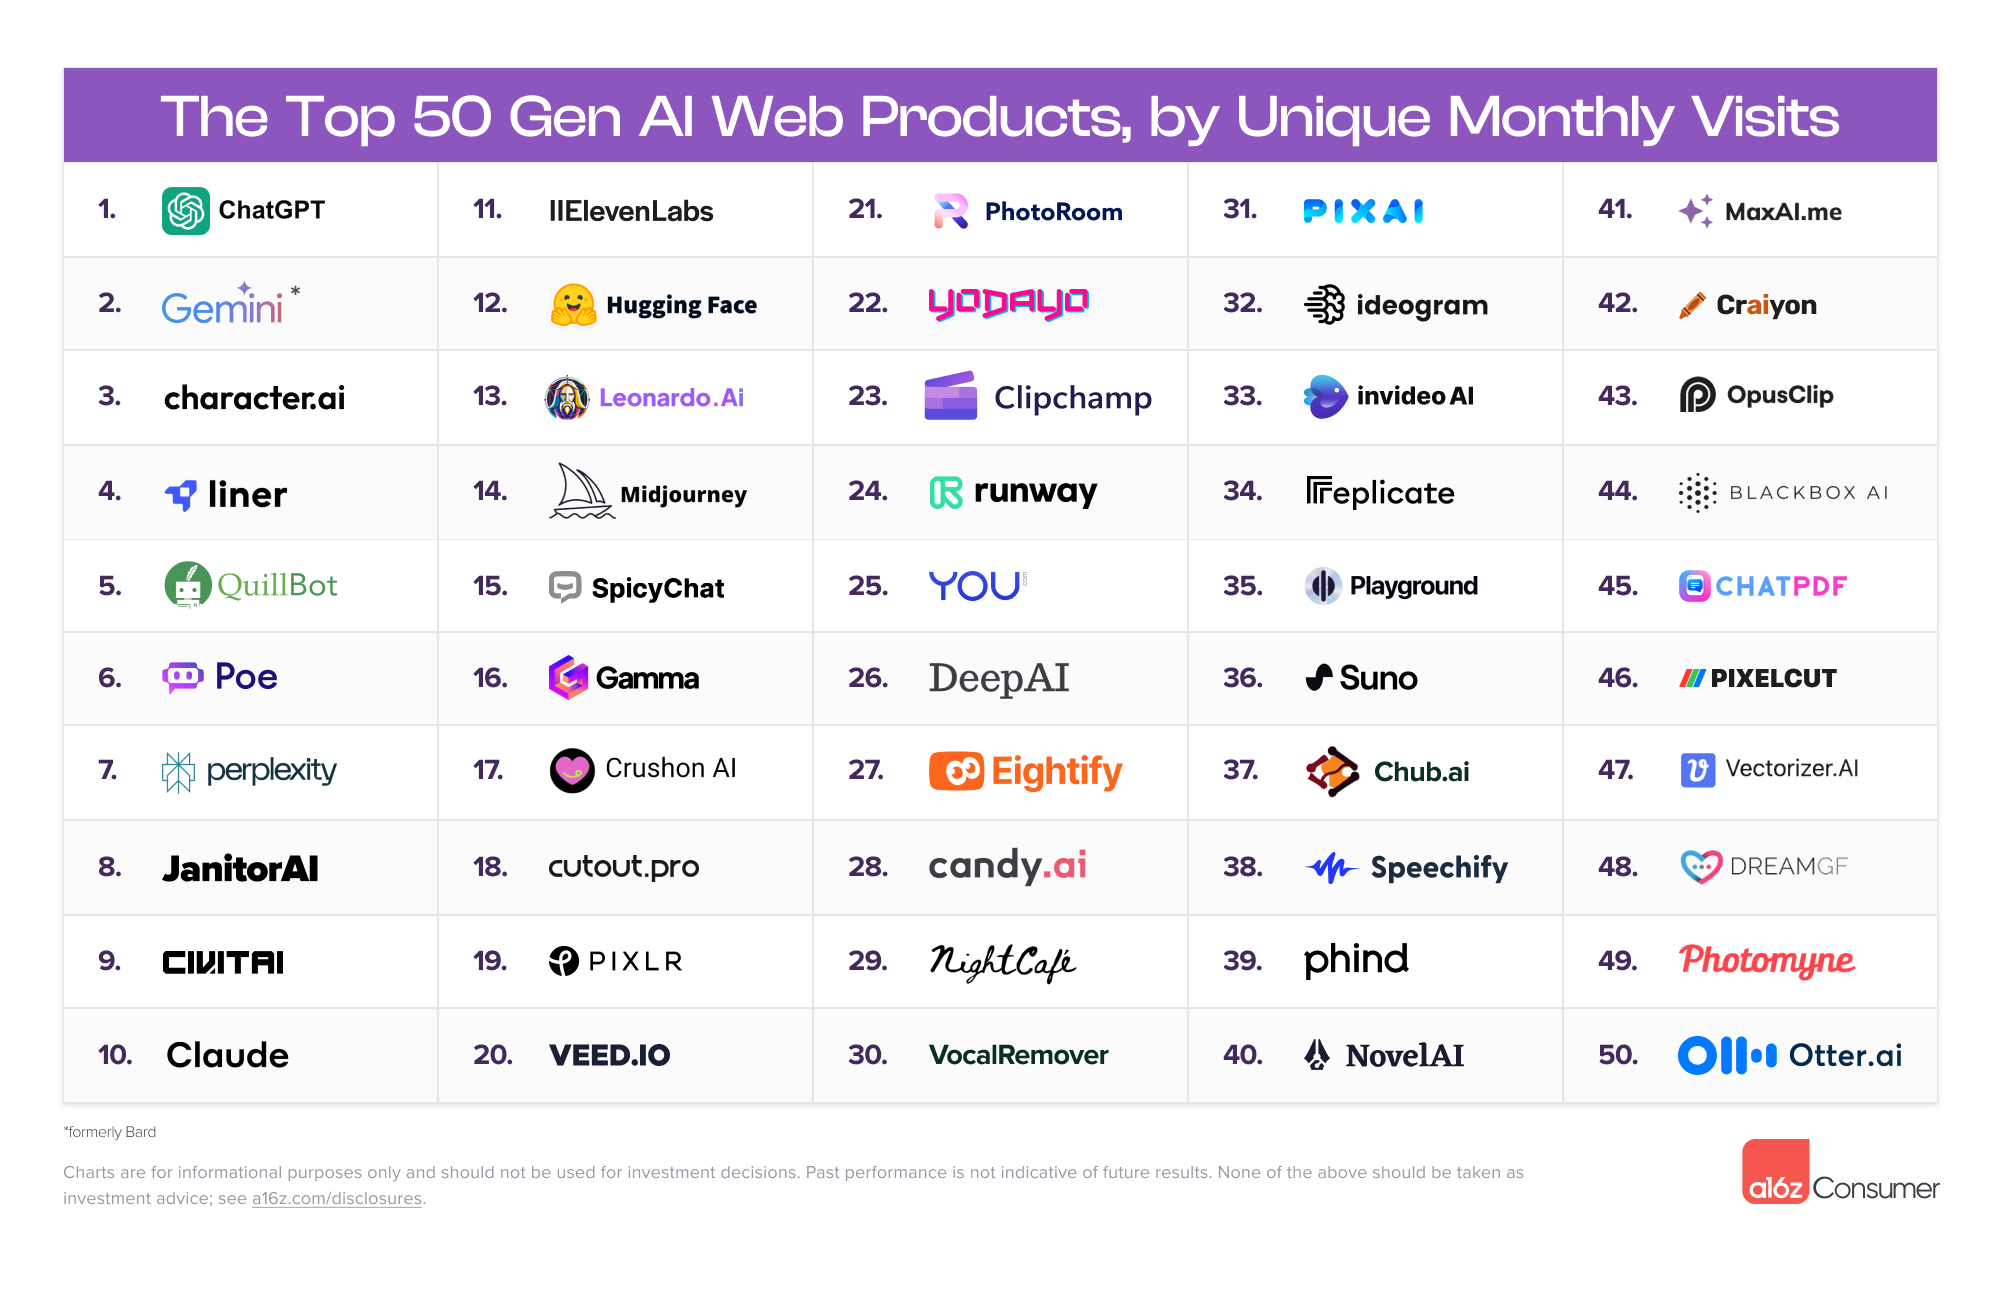 The Top 50 Gen AI Web Products, by Unique Monthly Visits
1. ChatGPT
2. Gemini *
3. character.ai
4. liner
5. QuillBot
6. Poe
7. perplexity
8. JanitorAI
9. CIVITAI
10. Claude
11. IIElevenLabs
12. Hugging Face
13. Leonardo.Ai
14. Midjourney
15. SpicyChat
16. Gamma
17. Crushon AI
18. cutout.pro
19. PIXLR
20. VEED.IO
21. PhotoRoom
22. YODAYO
23. Clipchamp
24. runway
25. YOU.com
26. DeepAI
27. Eightify
28. candy.ai
29. NightCafé
30. VocalRemover
31. PIXAI
32. ideogram
33. invideo AI
34. replicate
35. Playground
36. Suno
37. Chub.ai
38. Speechify
39. phind
40. NovelAI
41. MaxAI.me
42. Craiyon
43. OpusClip
44. BLACKBOX AI
45. CHATPDF
46. PIXELCUT
47. Vectorizer.AI
48. DREAMGF
49. Photomyne
50. Otter.ai
*formerly Bard
Charts are for informational purposes only and should not be used for investment decisions. Past performance is not indicative of future results. None of the above should be taken as
investment advice; see a16z.com/disclosures.
a16z Consumer